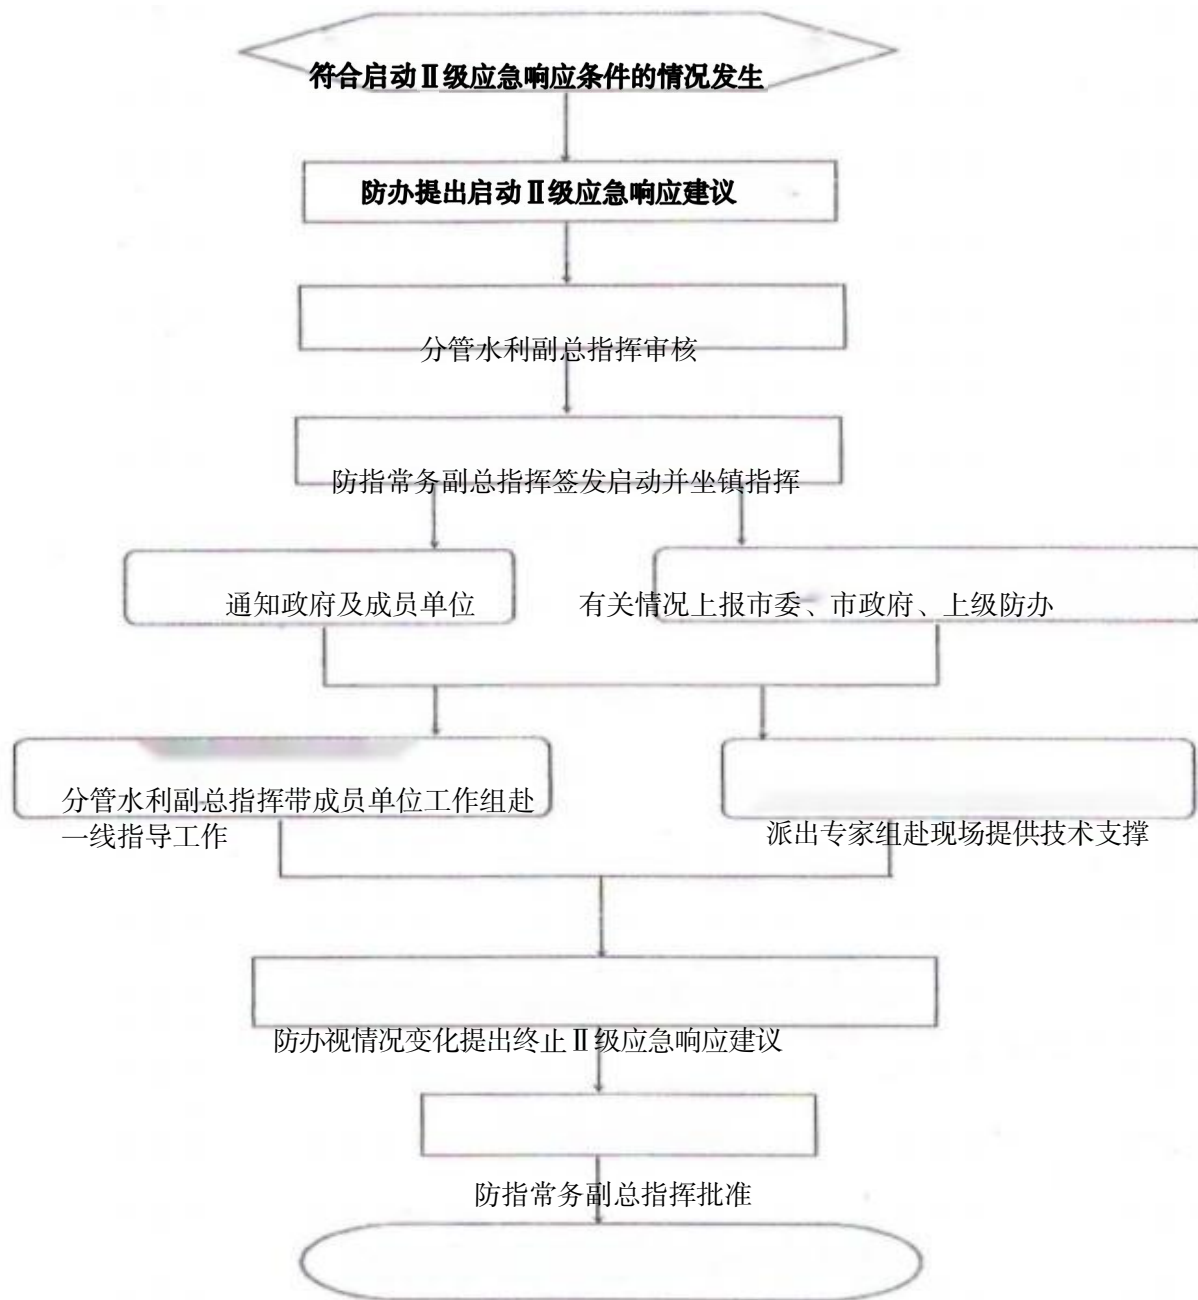 符合启动Ⅱ级应急响应条件的情况发生
防办提出启动Ⅱ级应急响应建议
分管水利副总指挥审核
防指常务副总指挥签发启动并坐镇指挥
通知政府及成员单位
有关情况上报市委、市政府、上级防办
分管水利副总指挥带成员单位工作组赴
一线指导工作
派出专家组赴现场提供技术支撑
防办视情况变化提出终止Ⅱ级应急响应建议
防指常务副总指挥批准